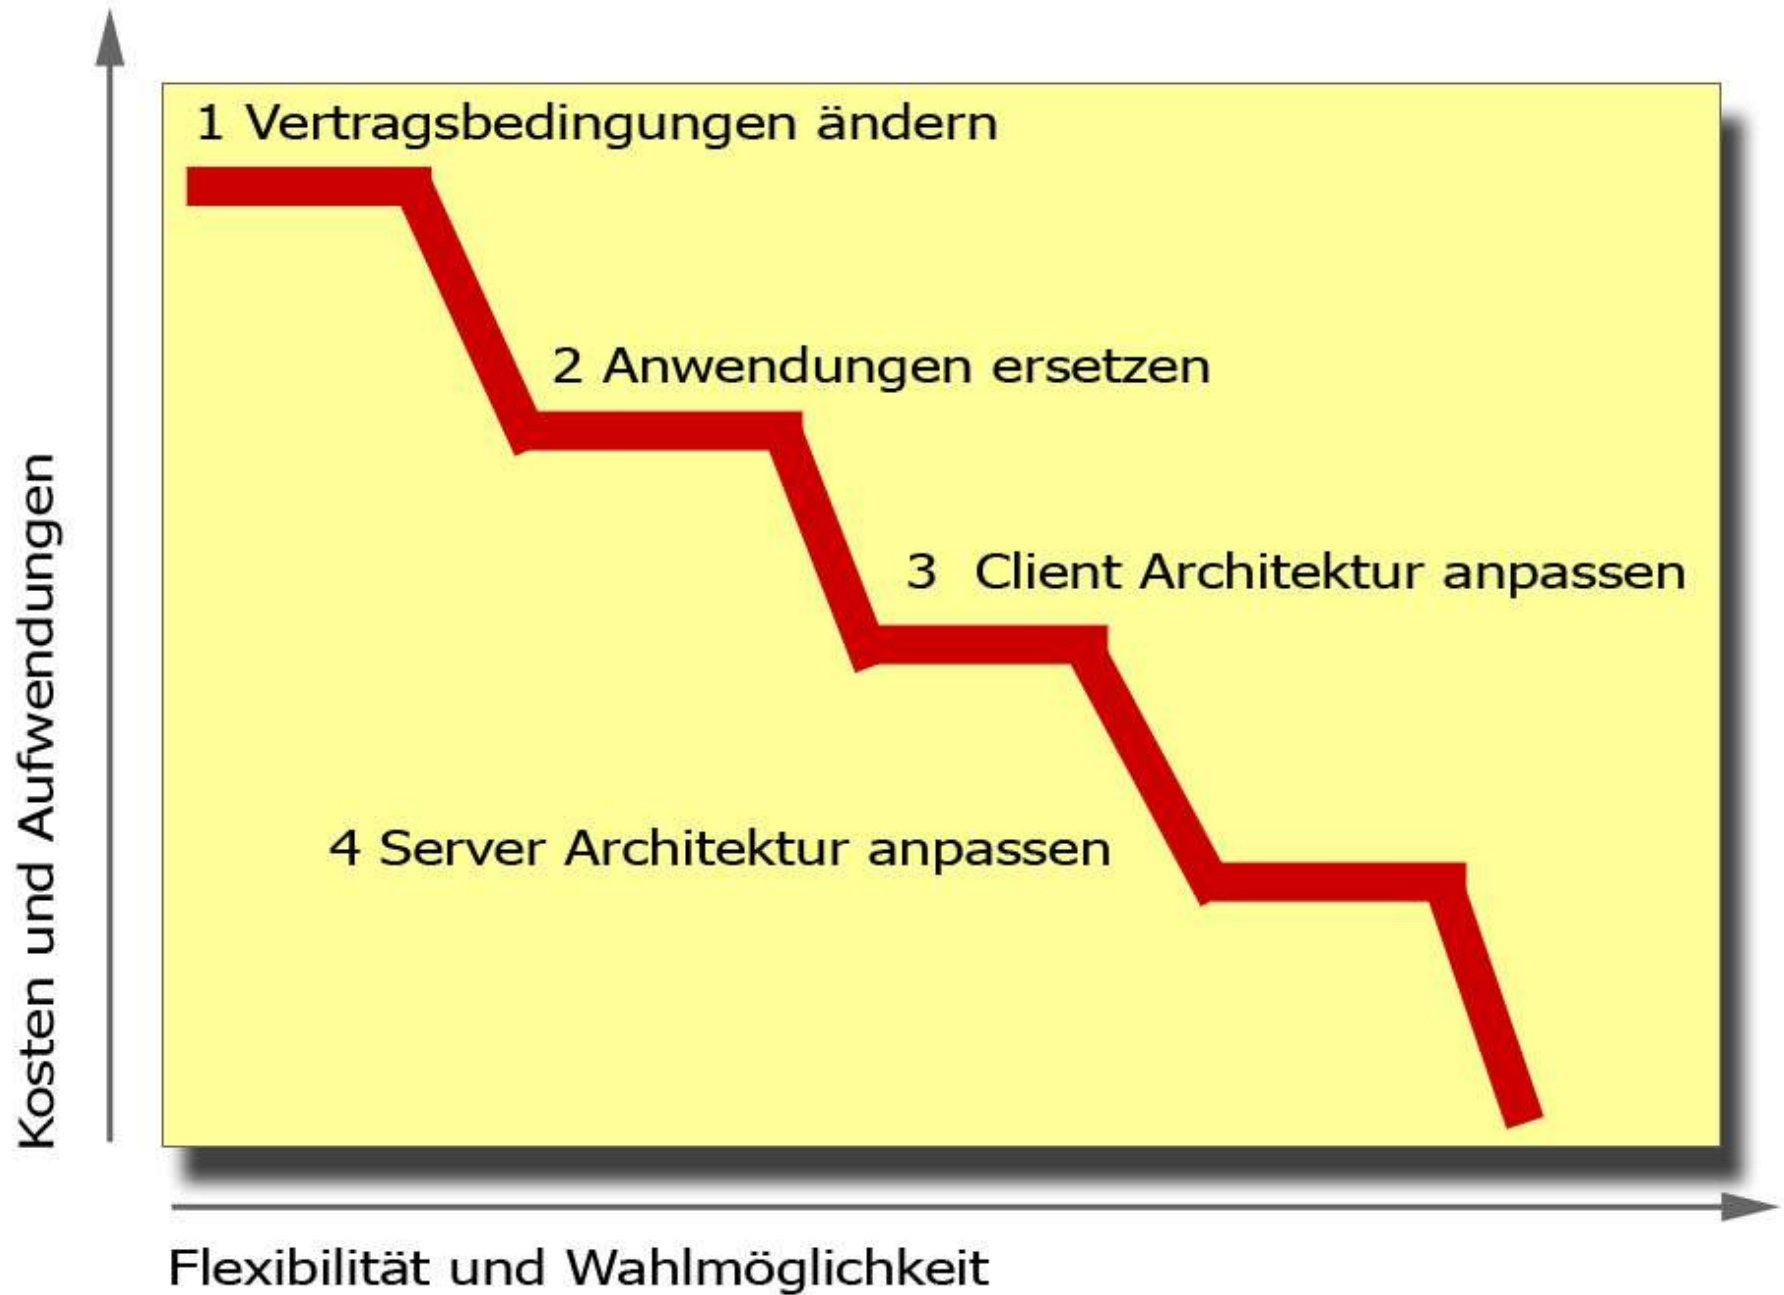 1 Vertragsbedingungen ändern
2 Anwendungen ersetzen
3 Client Architektur anpassen
4 Server Architektur anpassen
Kosten und Aufwendungen
Flexibilität und Wahlmöglichkeit